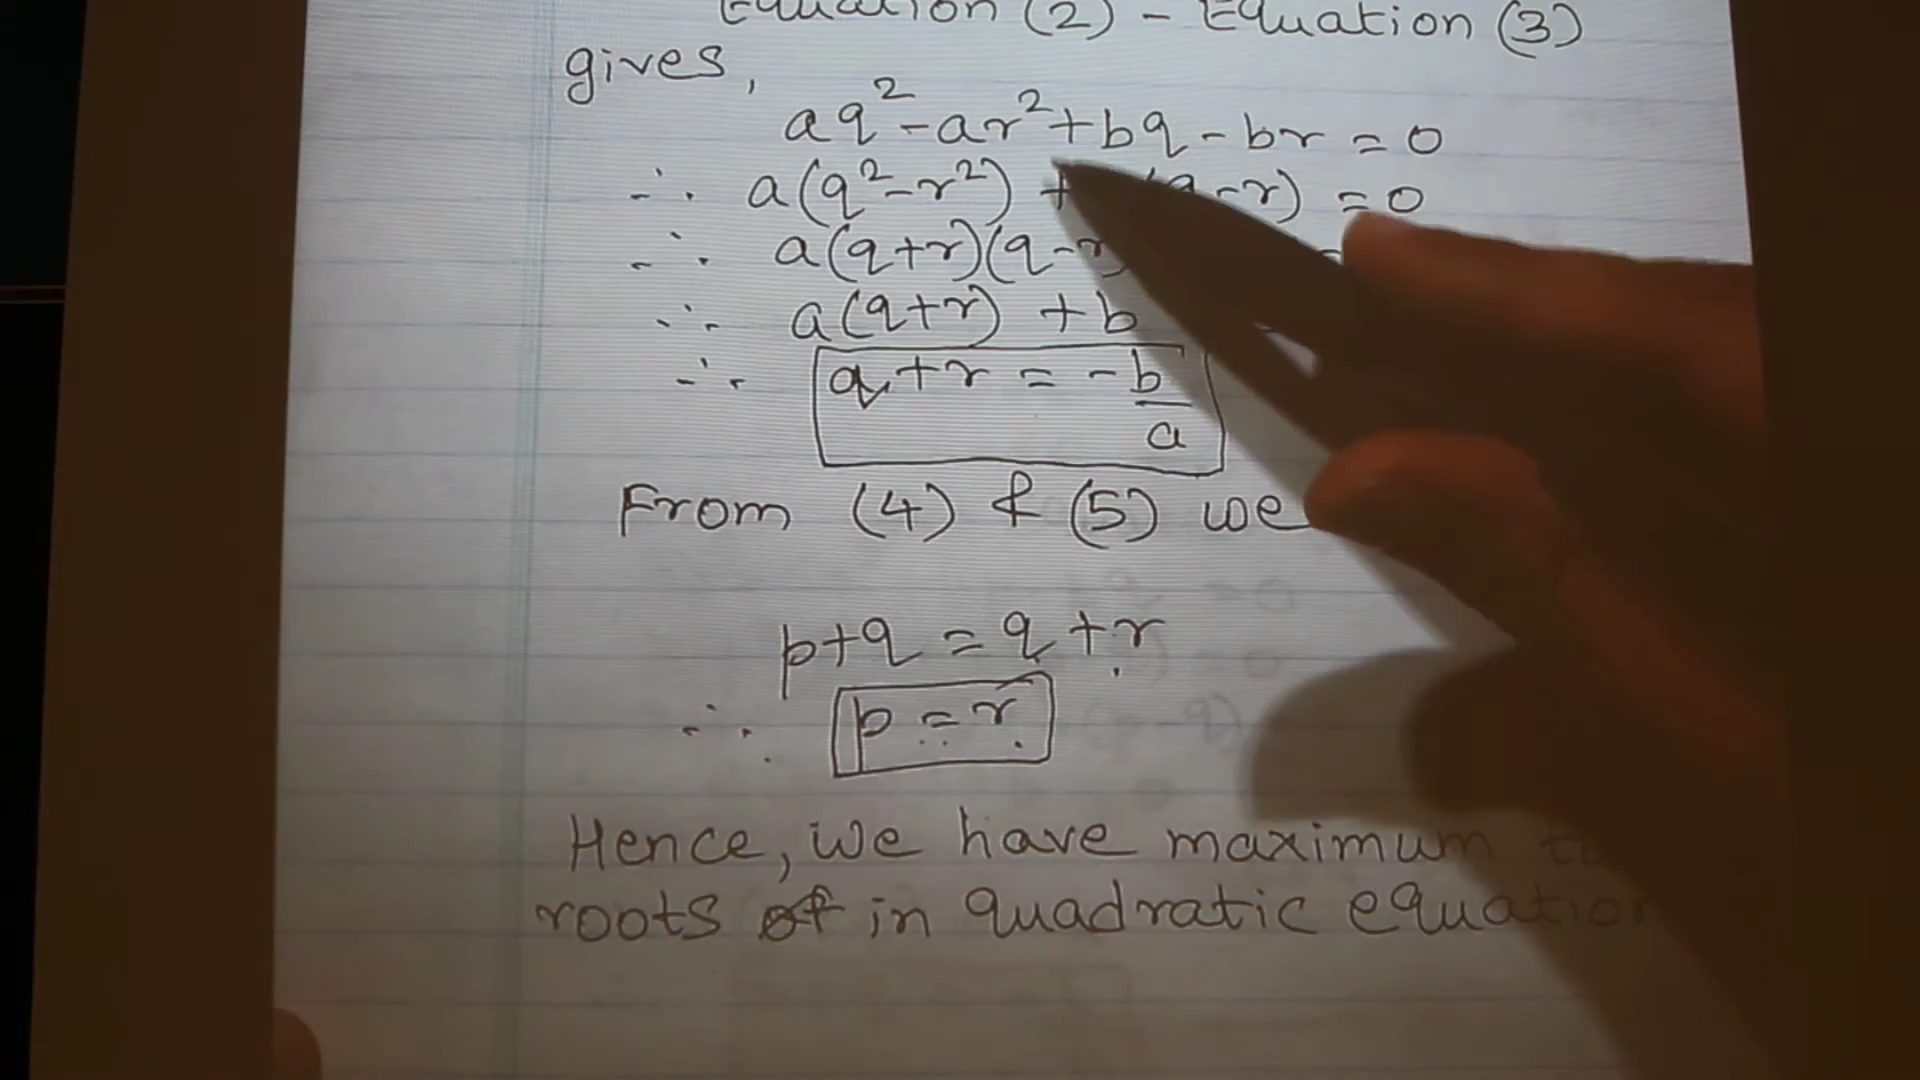 Equation (2) - Equation (3)
gives,
aq² - ar² + bq - br = 0
∴ a(q² - r²) + (q - r) = 0
∴ a(q + r)(q - r)
∴ a(q + r) + b
∴ q + r = - b/a
From (4) & (5) we
p + q = q + r
∴ p = r
Hence, we have maximum
roots in quadratic equation